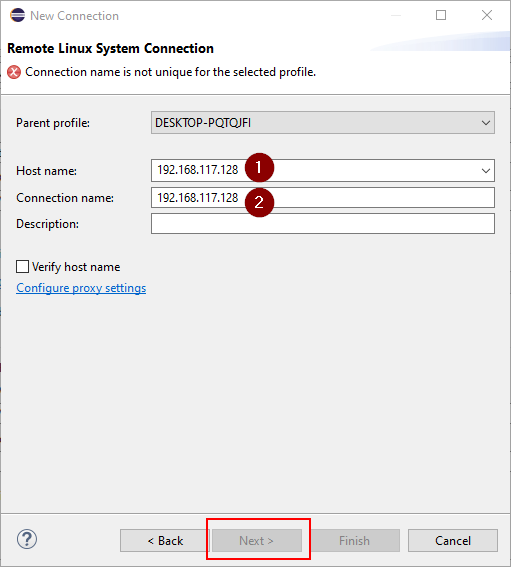 New Connection
Remote Linux System Connection
Connection name is not unique for the selected profile.
Parent profile: DESKTOP-PQTQJFI
Host name: 192.168.117.128 1
Connection name: 192.168.117.128 2
Description:
Verify host name
Configure proxy settings
? < Back Next > Finish Cancel